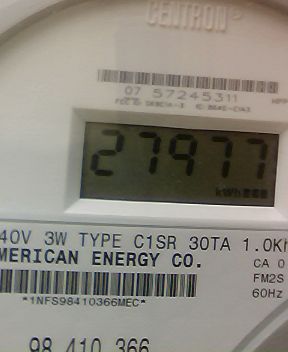 CENTRON®
07 57245311
27977
kWh
40V 3W TYPE C1SR 30TA 1.0Kh
MERICAN ENERGY CO.
CA 0
FM2S
60Hz
*1NFS98410366MEC*
98 410 366